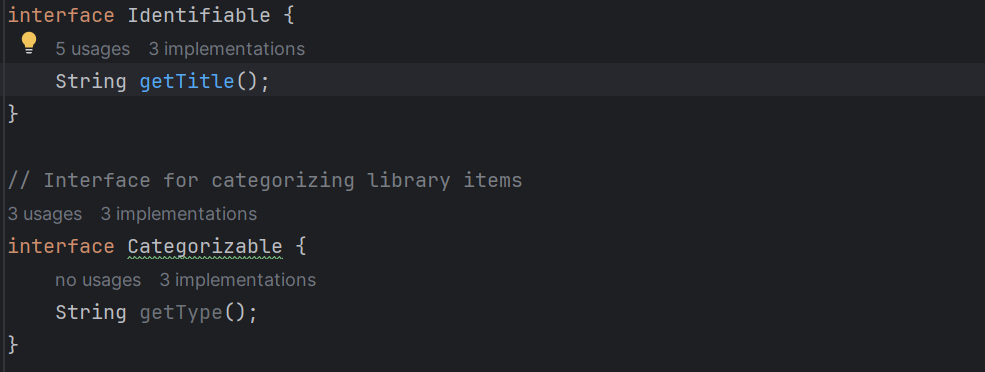 interface Identifiable {
5 usages   3 implementations
    String getTitle();
}
// Interface for categorizing library items
3 usages   3 implementations
interface Categorizable {
no usages   3 implementations
    String getType();
}